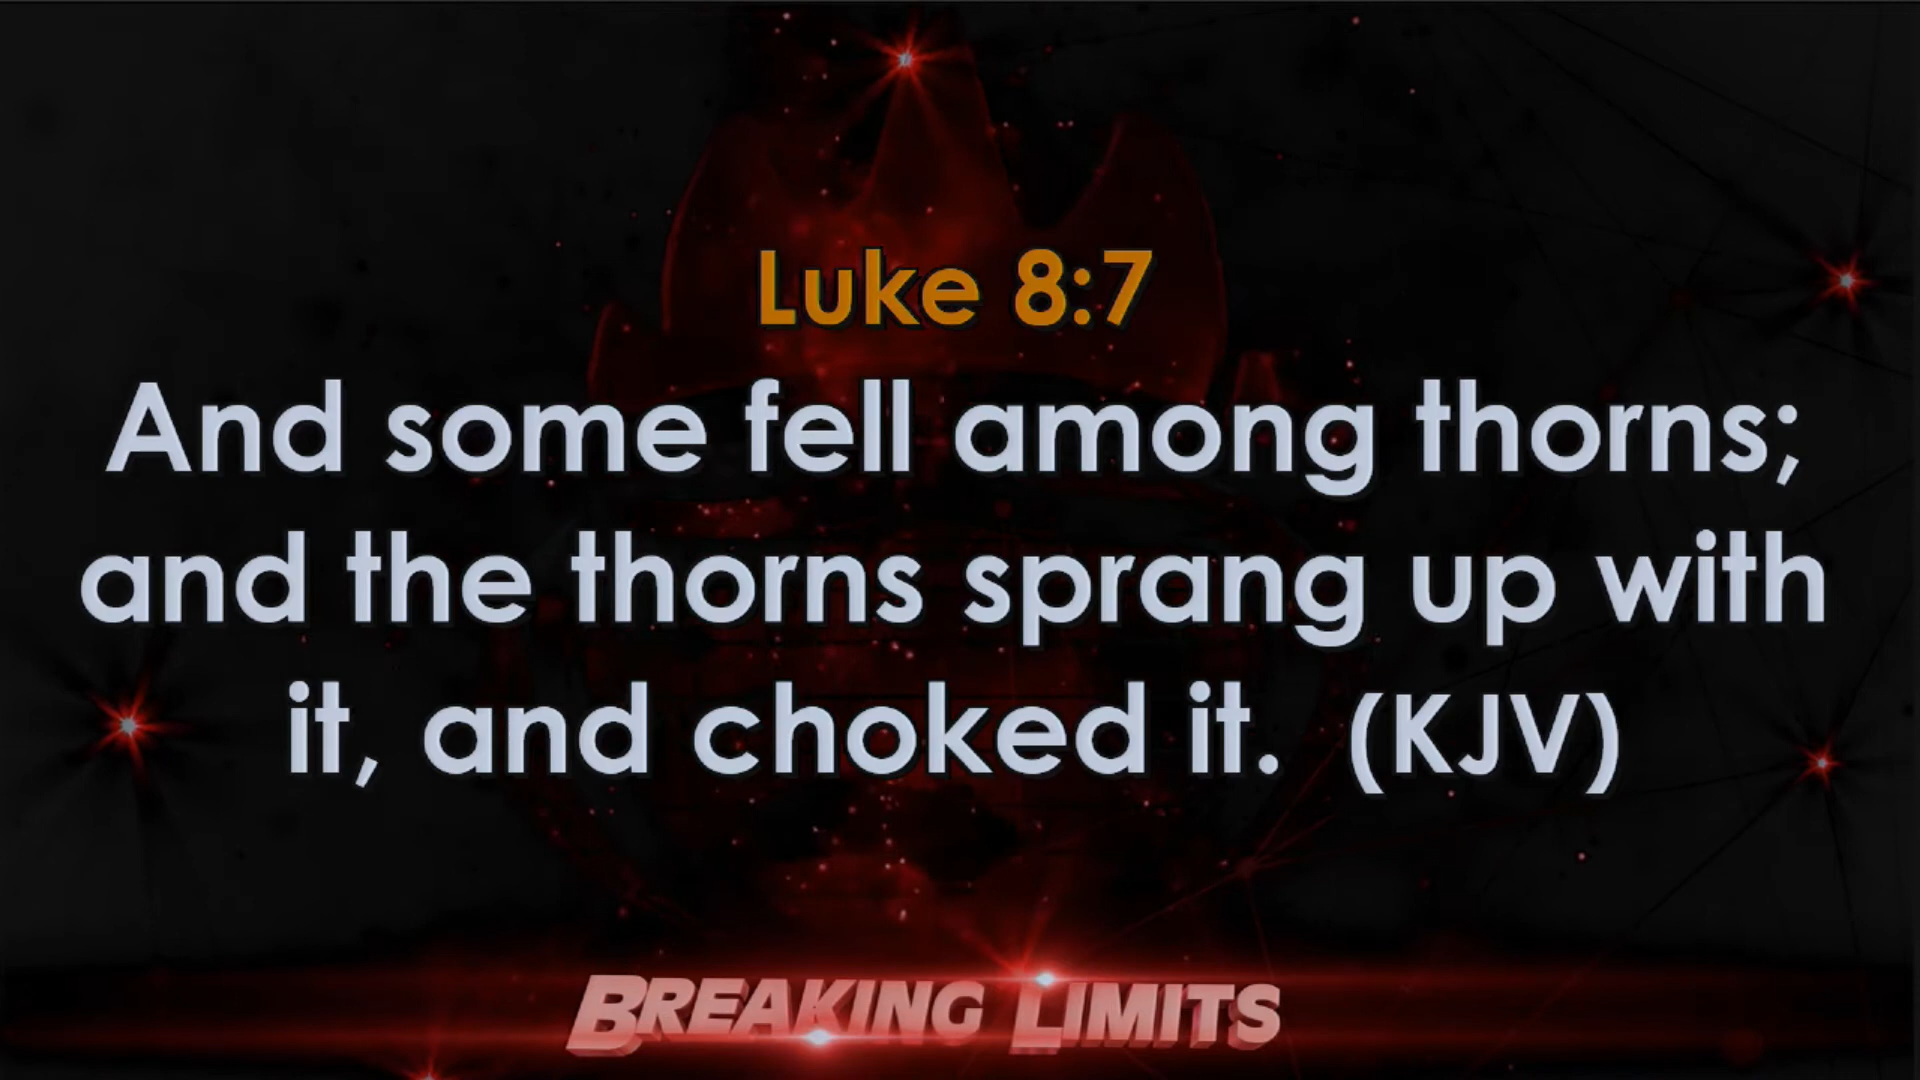 Luke 8:7
And some fell among thorns;
and the thorns sprang up with
it, and choked it. (KJV)
BREAKING LIMITS